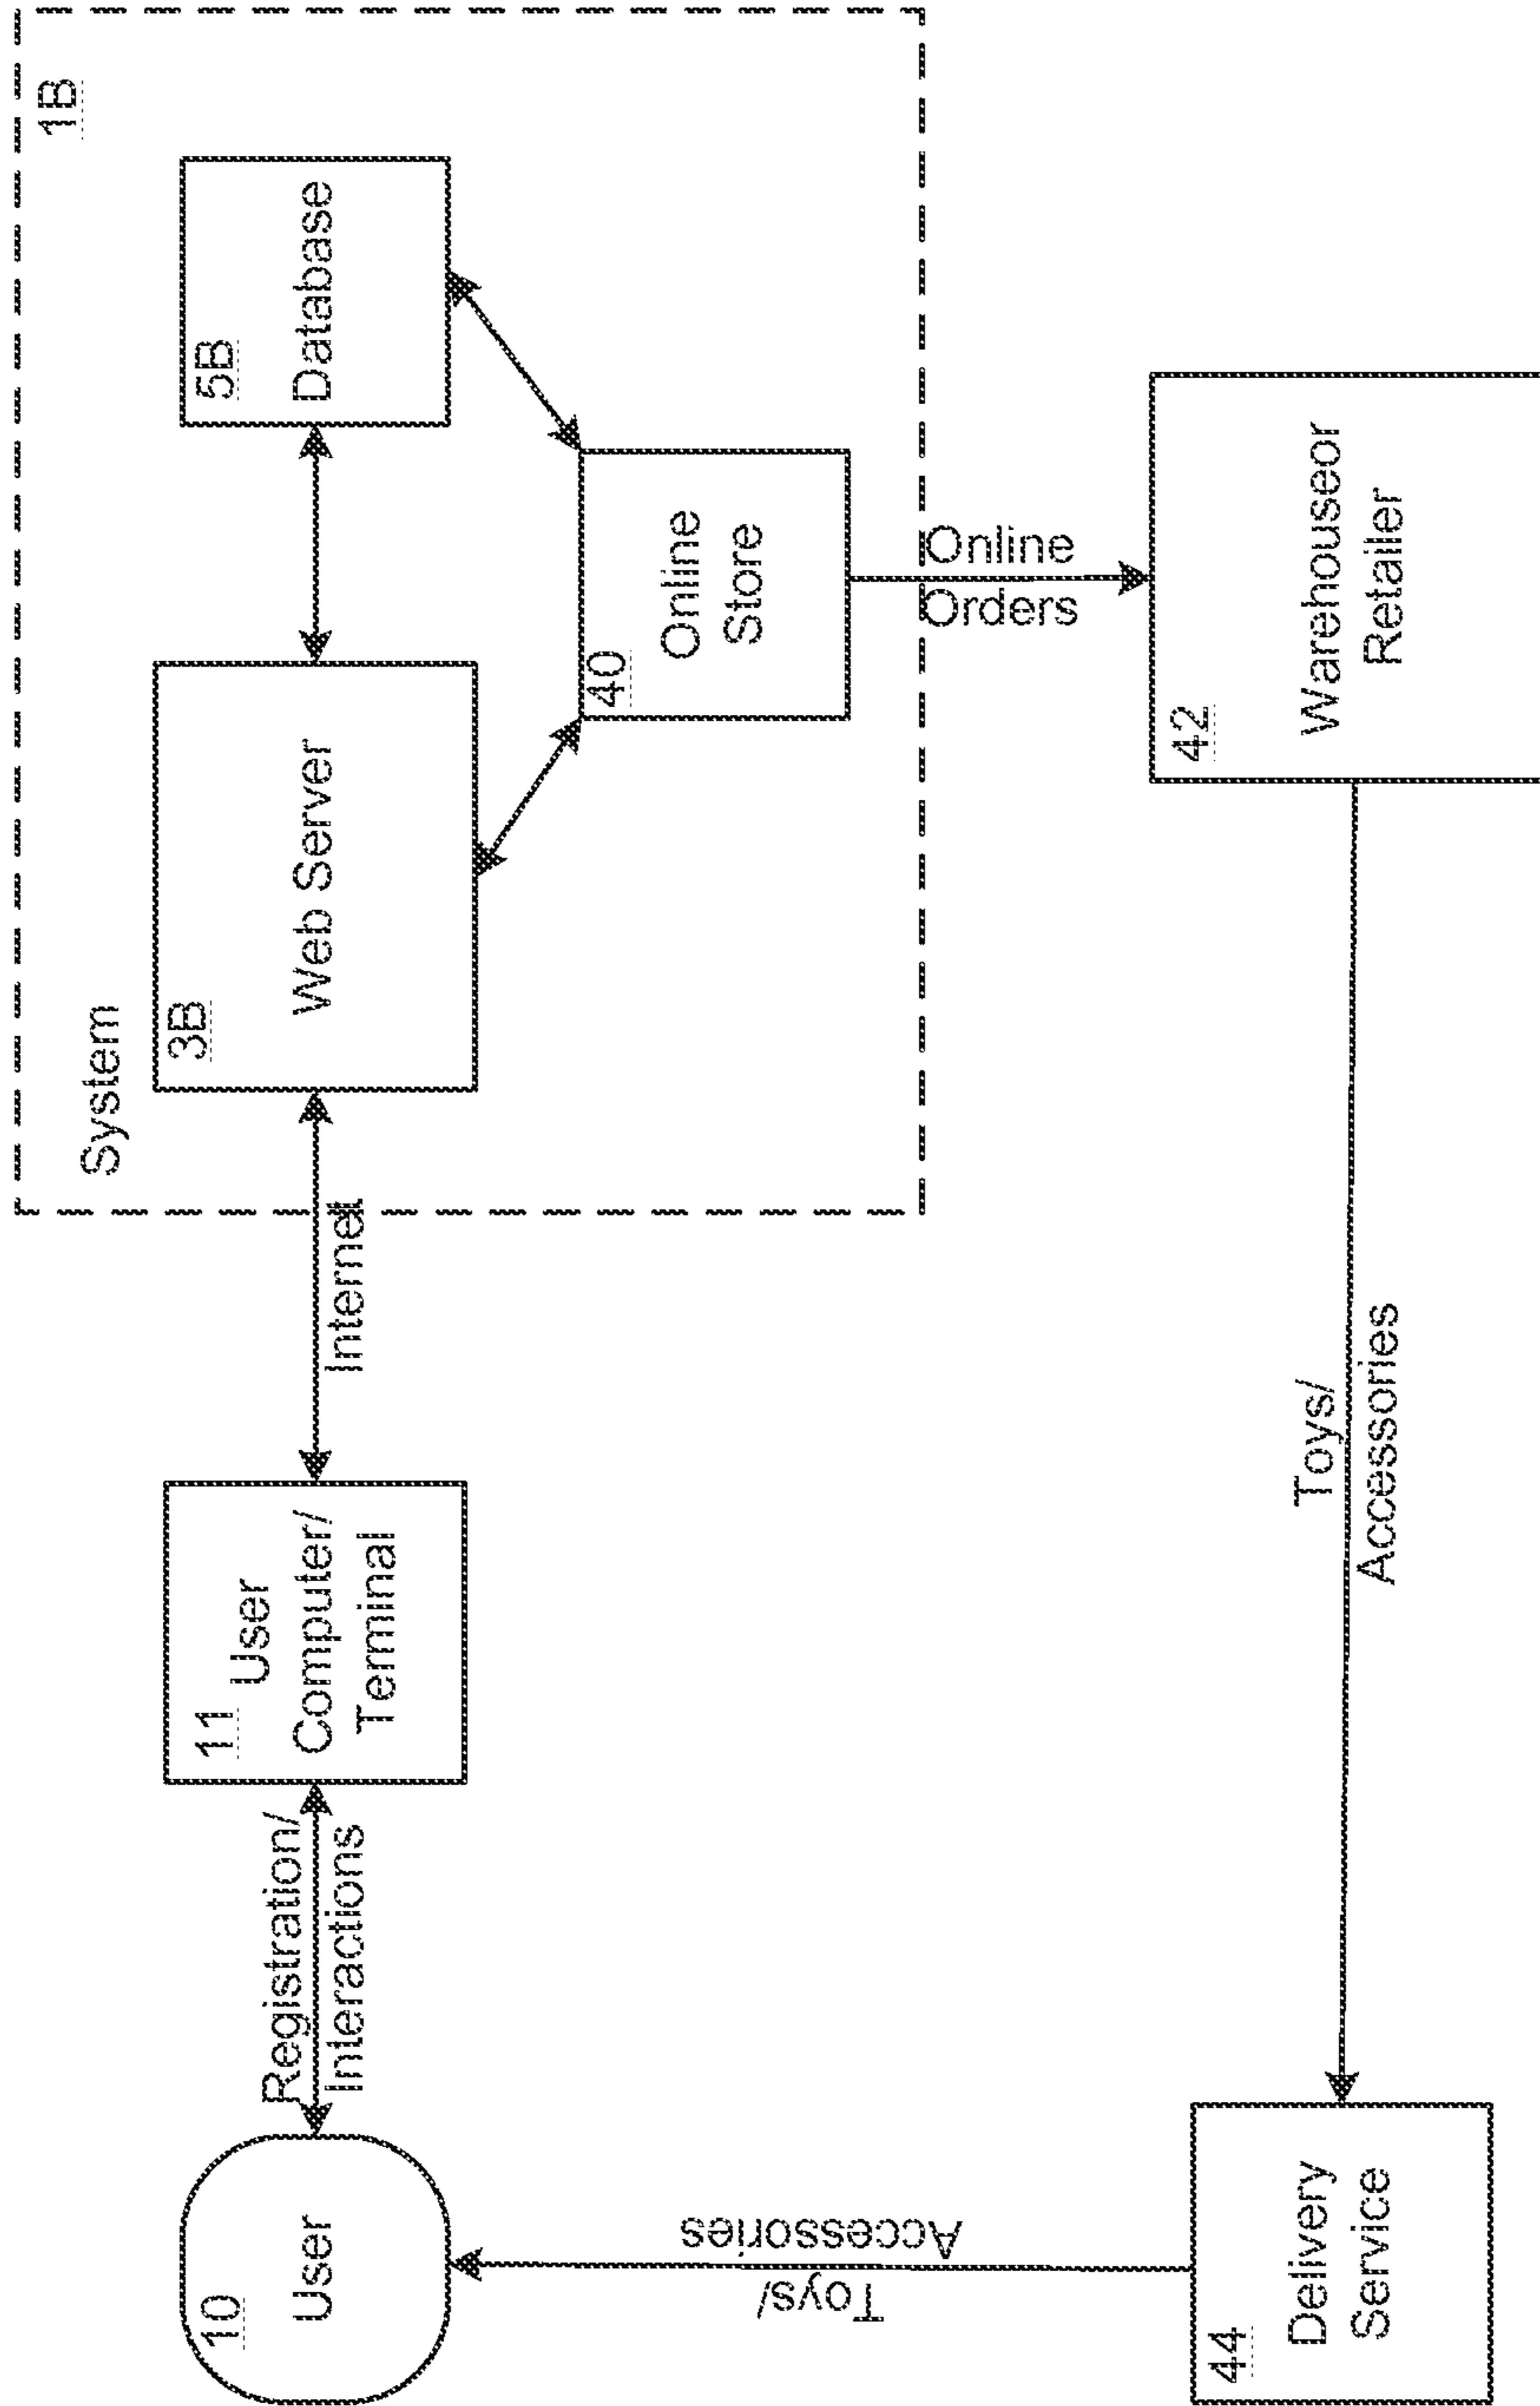 System
1B
10
User
Registration/
Interactions
11
User
Computer/
Terminal
Internet
3B
Web Server
5B
Database
40
Online
Store
Online
Orders
42
Warehouseor
Retailer
Toys/
Accessories
44
Delivery
Service
Toys/
Accessories